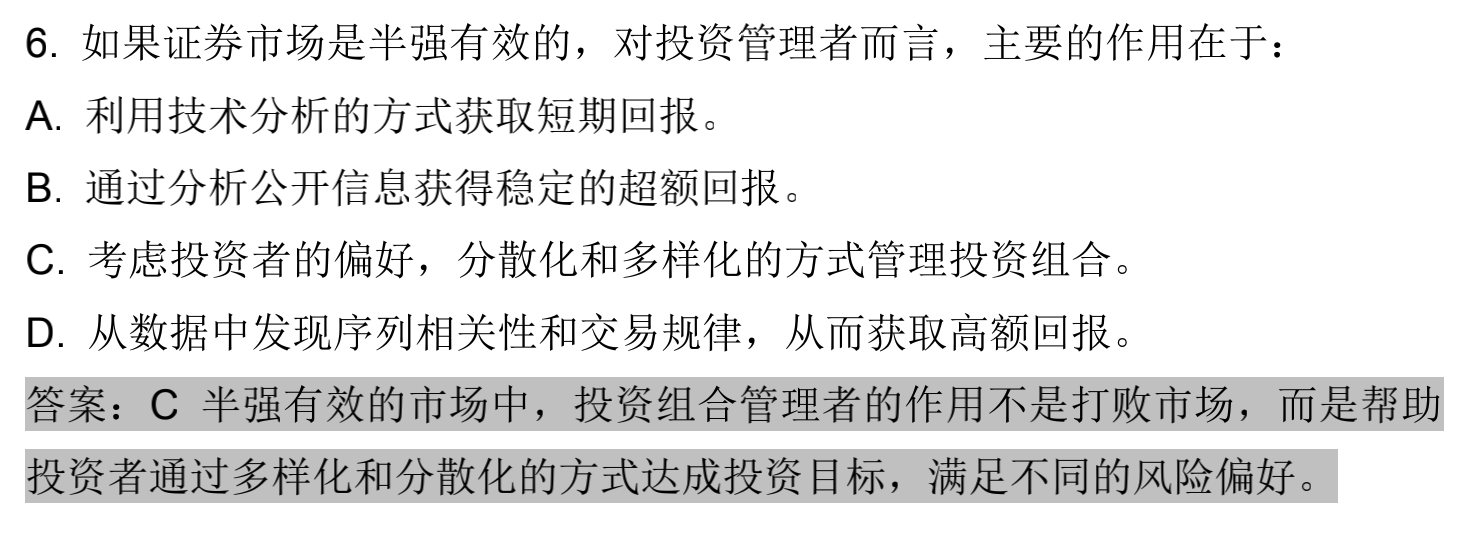 6. 如果证券市场是半强有效的，对投资管理者而言，主要的作用在于：
A. 利用技术分析的方式获取短期回报。
B. 通过分析公开信息获得稳定的超额回报。
C. 考虑投资者的偏好，分散化和多样化的方式管理投资组合。
D. 从数据中发现序列相关性和交易规律，从而获取高额回报。
答案：C 半强有效的市场中，投资组合管理者的作用不是打败市场，而是帮助
投资者通过多样化和分散化的方式达成投资目标，满足不同的风险偏好。